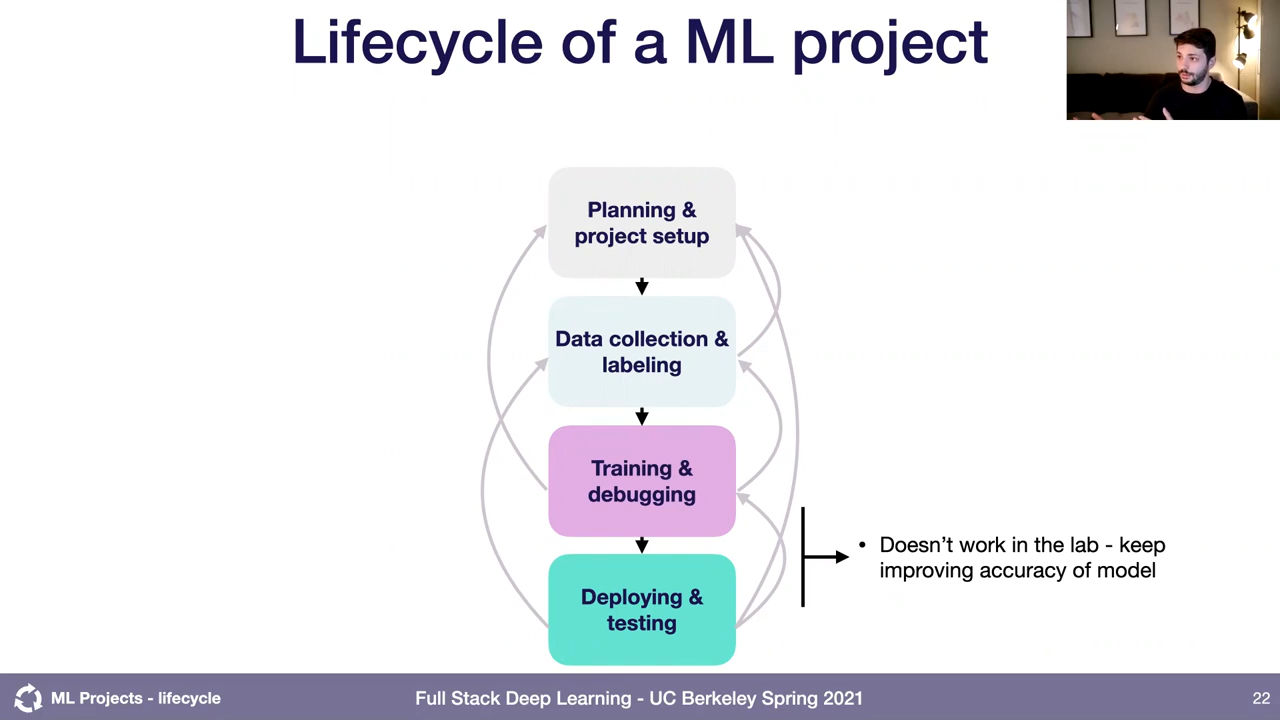 Lifecycle of a ML project
Planning &
project setup
Data collection &
labeling
Training &
debugging
Deploying &
testing
• Doesn’t work in the lab - keep
improving accuracy of model
ML Projects - lifecycle
Full Stack Deep Learning - UC Berkeley Spring 2021
22